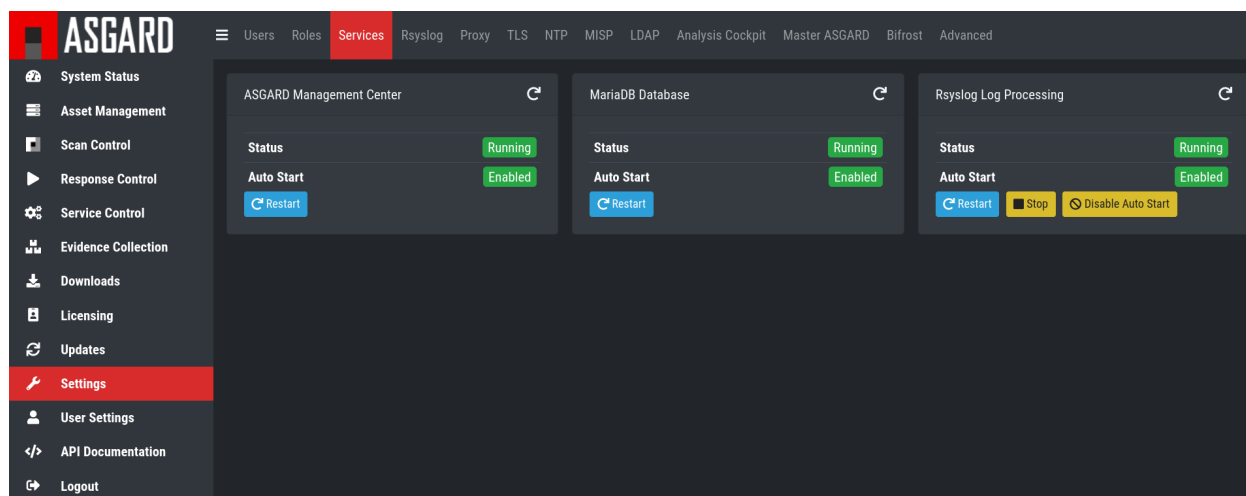 ASGARD
Users Roles Services Rsyslog Proxy TLS NTP MISP LDAP Analysis Cockpit Master ASGARD Bifrost Advanced
System Status
Asset Management
Scan Control
Response Control
Service Control
Evidence Collection
Downloads
Licensing
Updates
Settings
User Settings
API Documentation
Logout
ASGARD Management Center
Status Running
Auto Start Enabled
Restart
MariaDB Database
Status Running
Auto Start Enabled
Restart
Rsyslog Log Processing
Status Running
Auto Start Enabled
Restart Stop Disable Auto Start